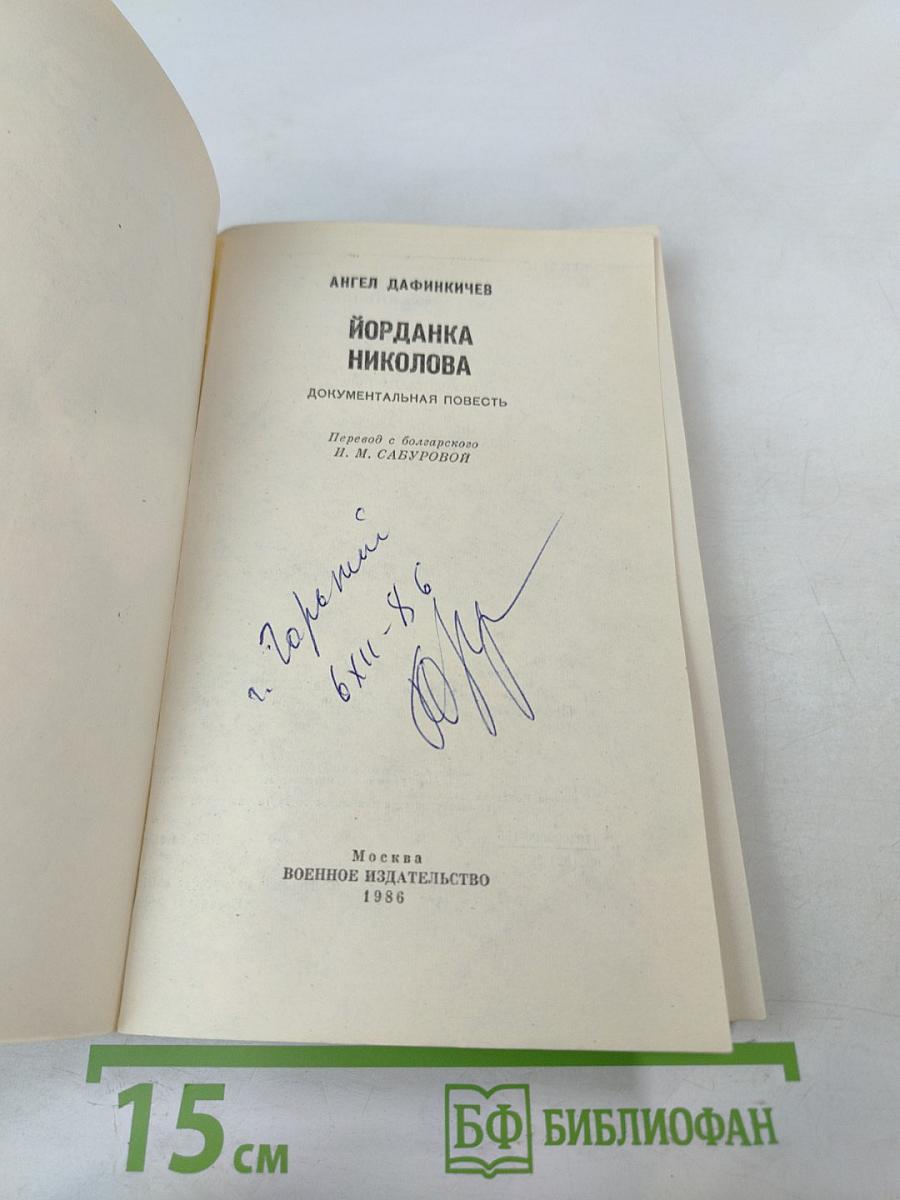 АНГЕЛ ДАФИНКИЧЕВ
ЙОРДАНКА
НИКОЛОВА
ДОКУМЕНТАЛЬНАЯ ПОВЕСТЬ
Перевод с болгарского
И. М. САБУРОВОЙ
г. Горький
6 XII - 86
Москва
ВОЕННОЕ ИЗДАТЕЛЬСТВО
1986
15 см
БФ БИБЛИОФАН